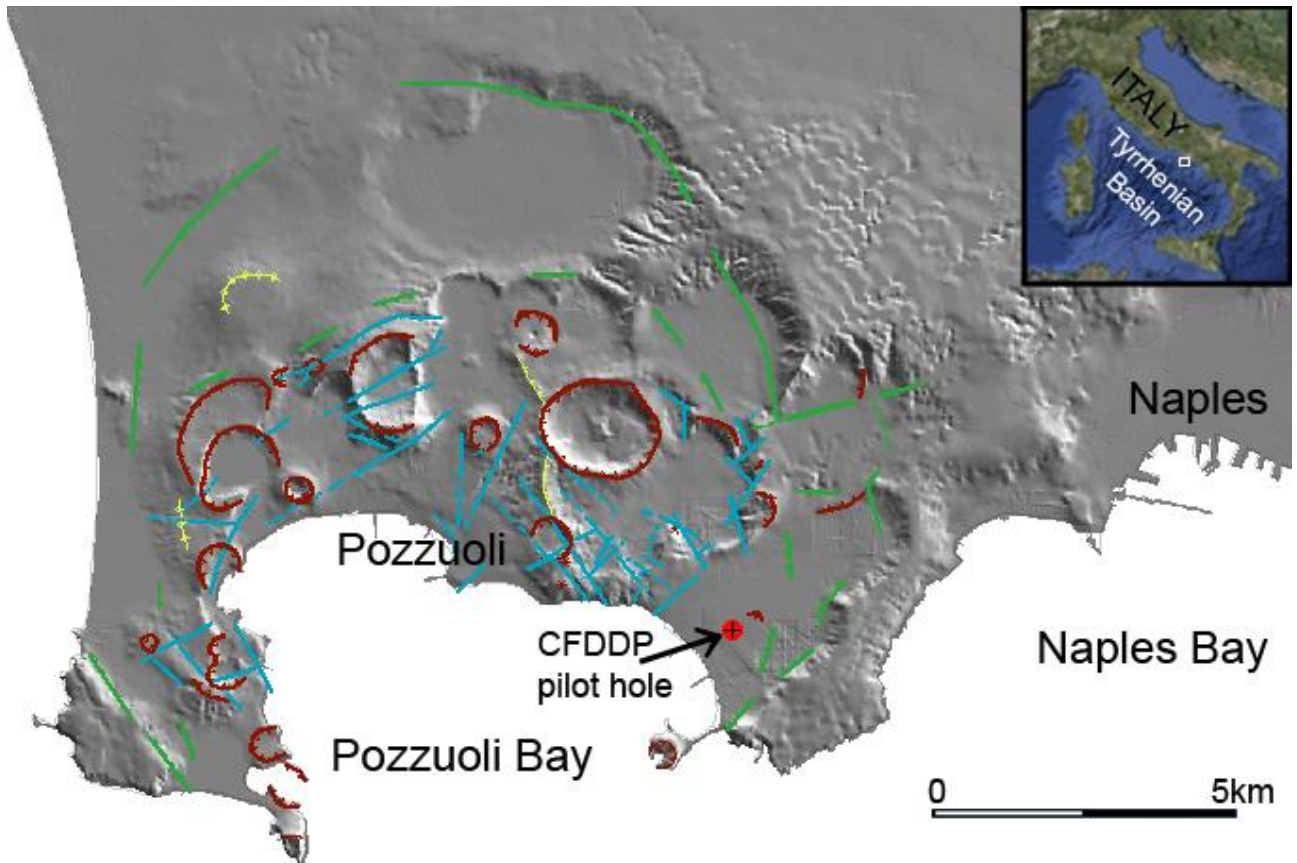 ITALY
Tyrrhenian
Basin
Naples
Pozzuoli
CFDDP
pilot hole
Naples Bay
Pozzuoli Bay
0 5km